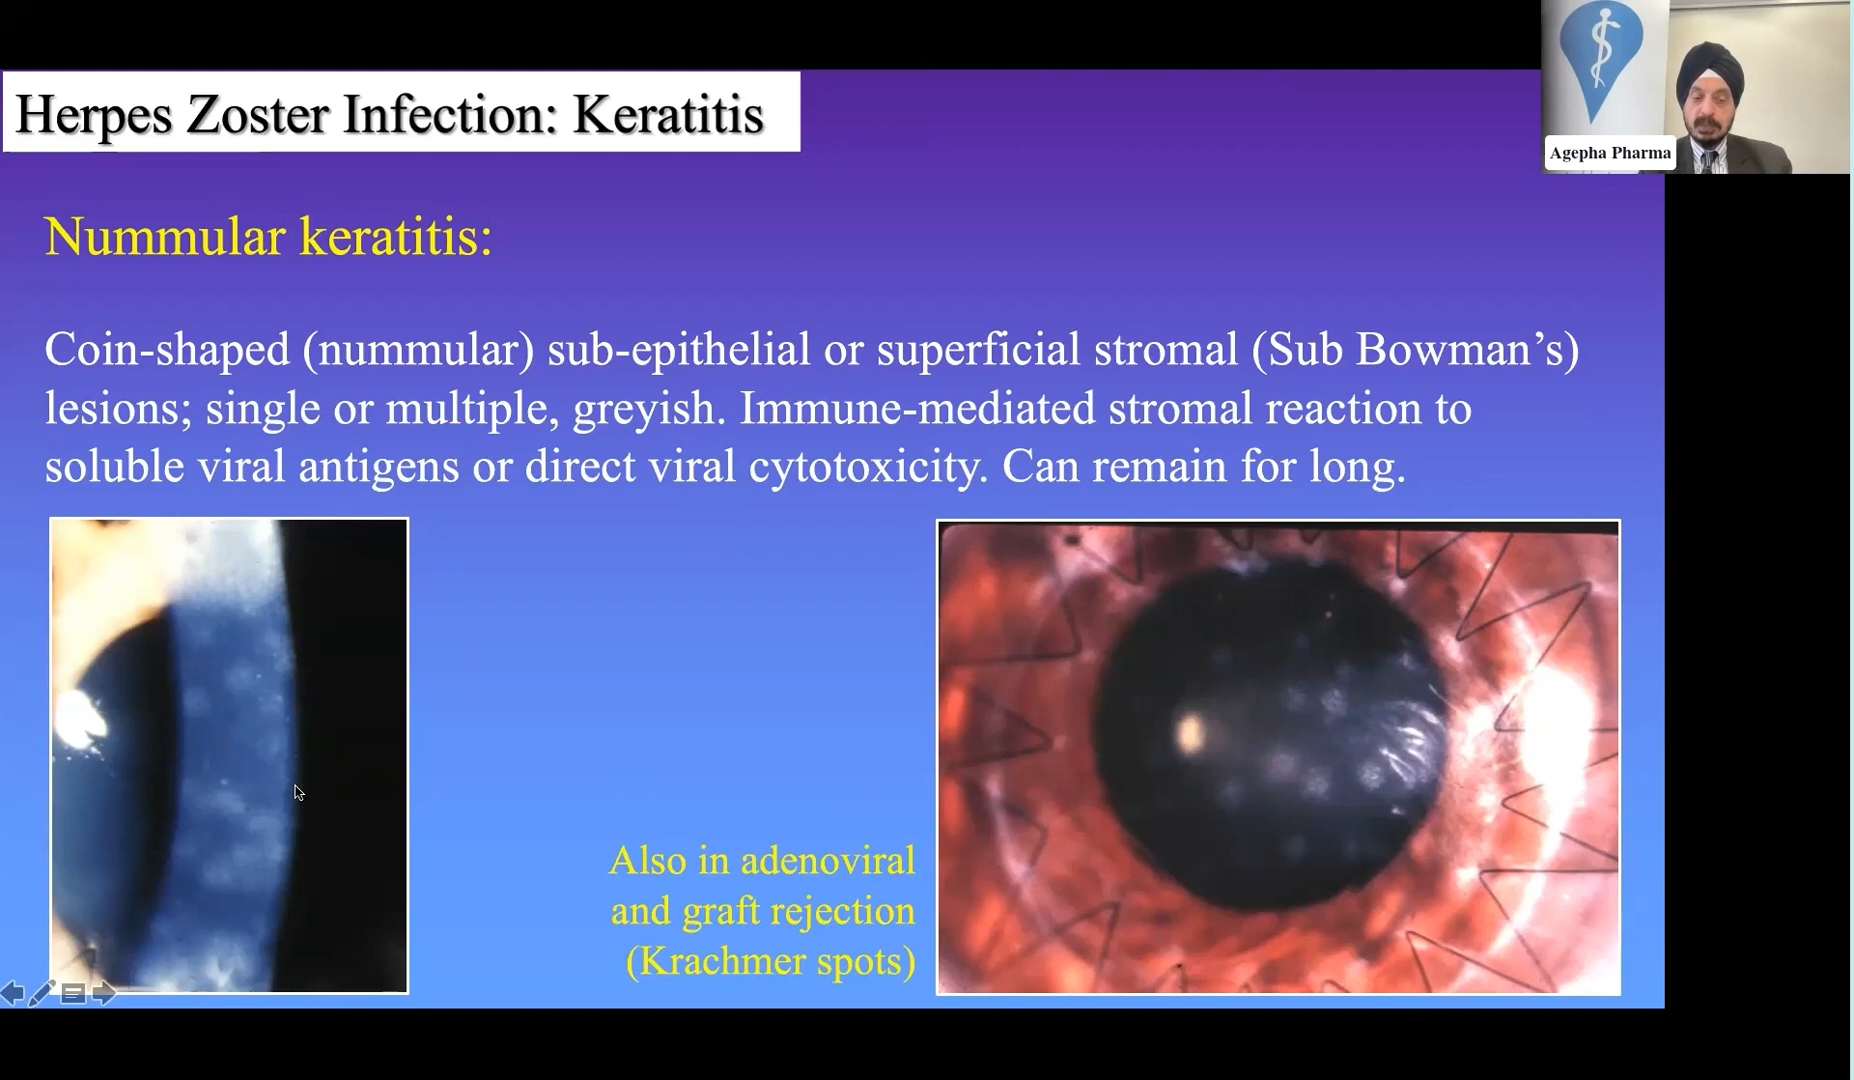 Herpes Zoster Infection: Keratitis
Agepha Pharma
Nummular keratitis:
Coin-shaped (nummular) sub-epithelial or superficial stromal (Sub Bowman’s)
lesions; single or multiple, greyish. Immune-mediated stromal reaction to
soluble viral antigens or direct viral cytotoxicity. Can remain for long.
Also in adenoviral
and graft rejection
(Krachmer spots)